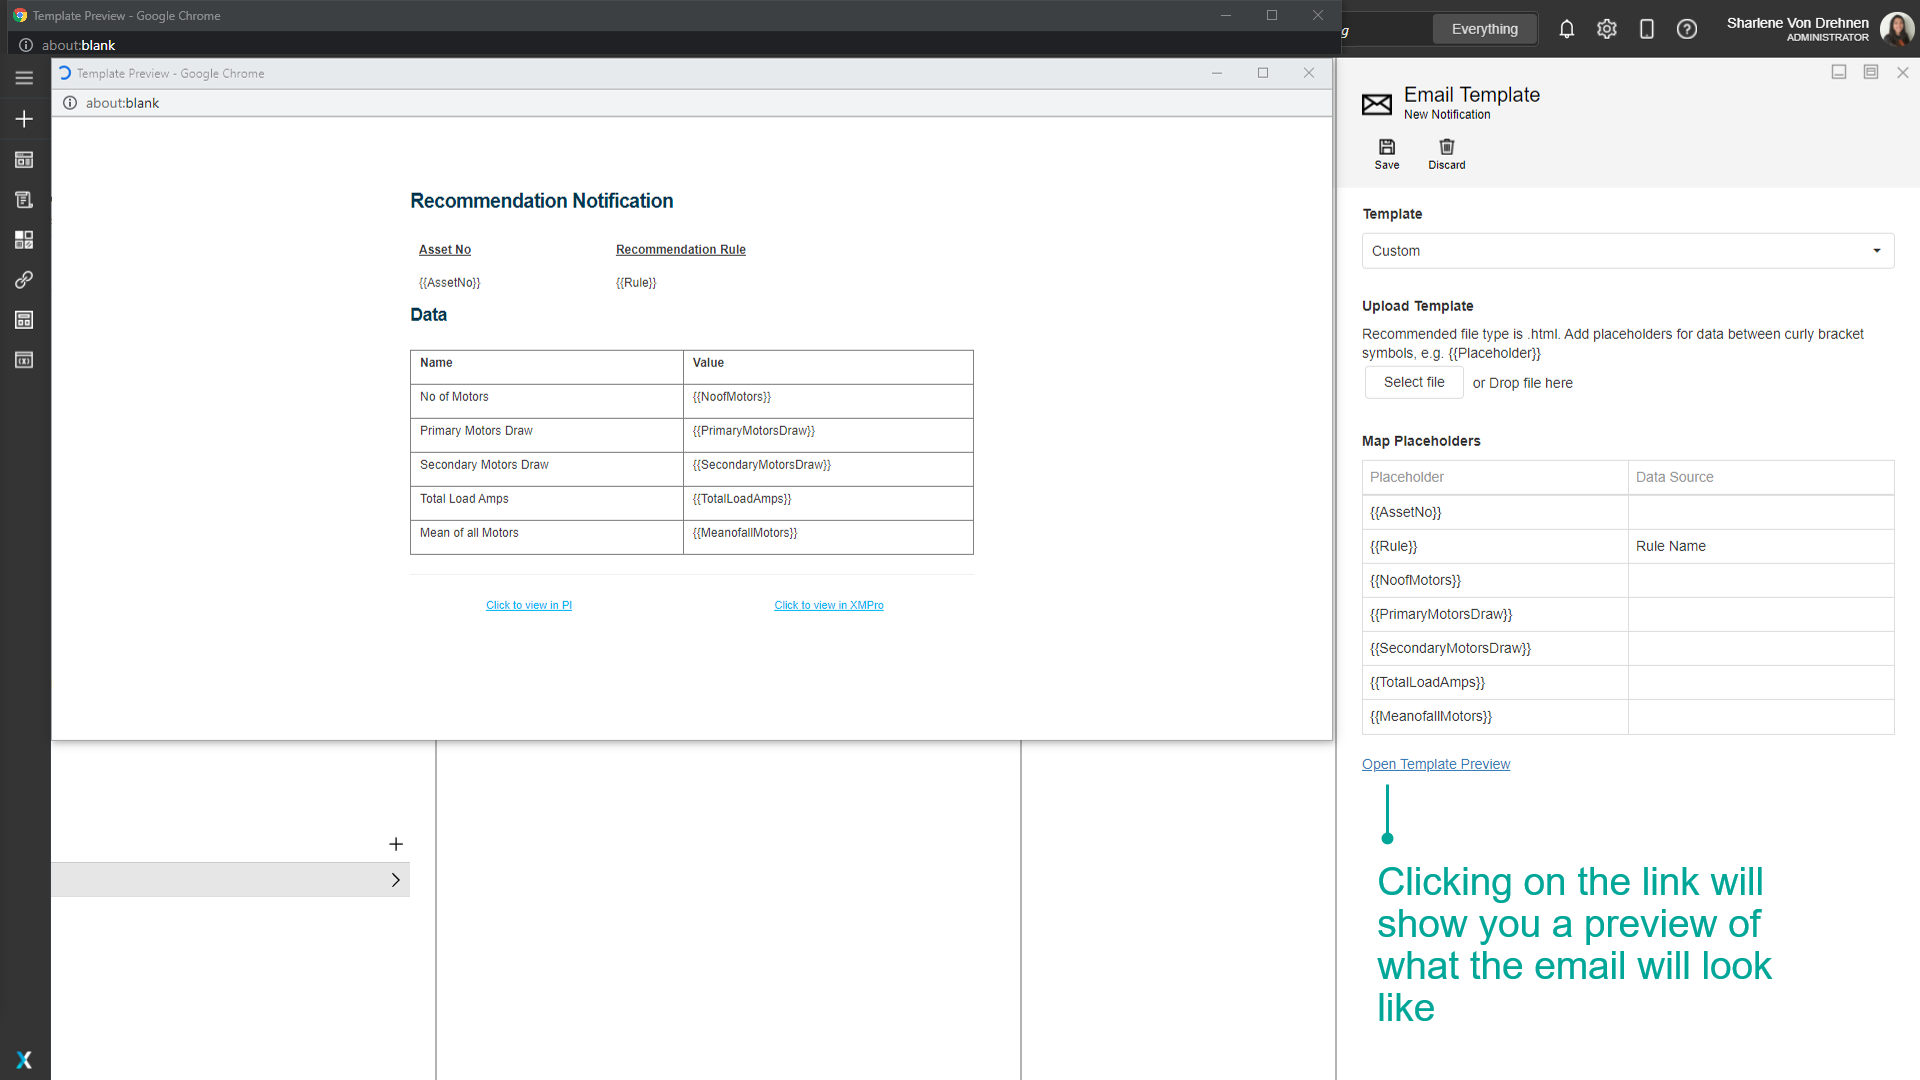 Template Preview - Google Chrome
about:blank
g
Everything
Sharlene Von Drehnen
ADMINISTRATOR
Template Preview - Google Chrome
about:blank
Recommendation Notification
Asset No Recommendation Rule
{{AssetNo}} {{Rule}}
Data
Name Value
No of Motors {{NoofMotors}}
Primary Motors Draw {{PrimaryMotorsDraw}}
Secondary Motors Draw {{SecondaryMotorsDraw}}
Total Load Amps {{TotalLoadAmps}}
Mean of all Motors {{MeanofallMotors}}
Click to view in PI Click to view in XMPro
Email Template
New Notification
Save Discard
Template
Custom
Upload Template
Recommended file type is .html. Add placeholders for data between curly bracket
symbols, e.g. {{Placeholder}}
Select file or Drop file here
Map Placeholders
Placeholder Data Source
{{AssetNo}}
{{Rule}} Rule Name
{{NoofMotors}}
{{PrimaryMotorsDraw}}
{{SecondaryMotorsDraw}}
{{TotalLoadAmps}}
{{MeanofallMotors}}
Open Template Preview
Clicking on the link will
show you a preview of
what the email will look
like